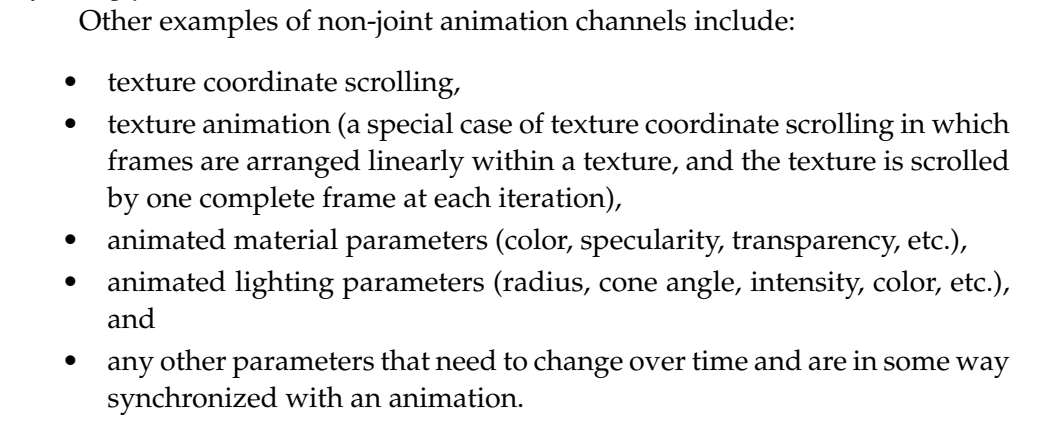 Other examples of non-joint animation channels include:
• texture coordinate scrolling,
• texture animation (a special case of texture coordinate scrolling in which
frames are arranged linearly within a texture, and the texture is scrolled
by one complete frame at each iteration),
• animated material parameters (color, specularity, transparency, etc.),
• animated lighting parameters (radius, cone angle, intensity, color, etc.),
and
• any other parameters that need to change over time and are in some way
synchronized with an animation.